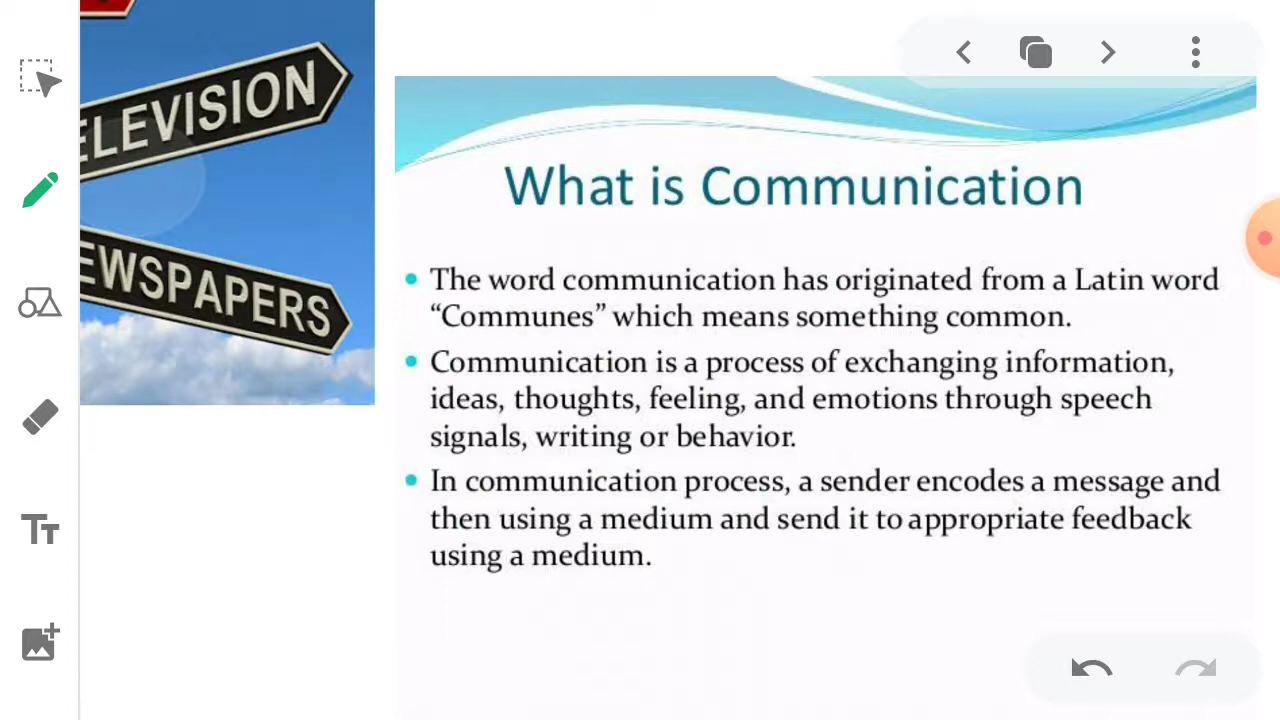 ELEVISION
EWSPAPERS
What is Communication
The word communication has originated from a Latin word
“Communes” which means something common.
Communication is a process of exchanging information,
ideas, thoughts, feeling, and emotions through speech
signals, writing or behavior.
In communication process, a sender encodes a message and
then using a medium and send it to appropriate feedback
using a medium.